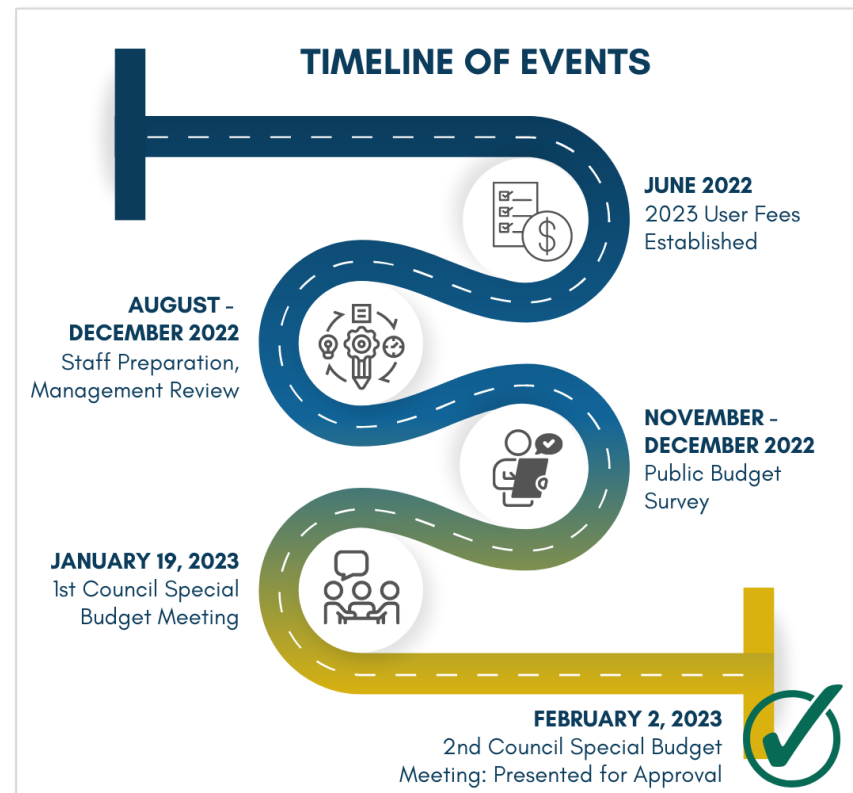 TIMELINE OF EVENTS
JUNE 2022
2023 User Fees
Established
AUGUST -
DECEMBER 2022
Staff Preparation,
Management Review
NOVEMBER -
DECEMBER 2022
Public Budget
Survey
JANUARY 19, 2023
1st Council Special
Budget Meeting
FEBRUARY 2, 2023
2nd Council Special Budget
Meeting: Presented for Approval